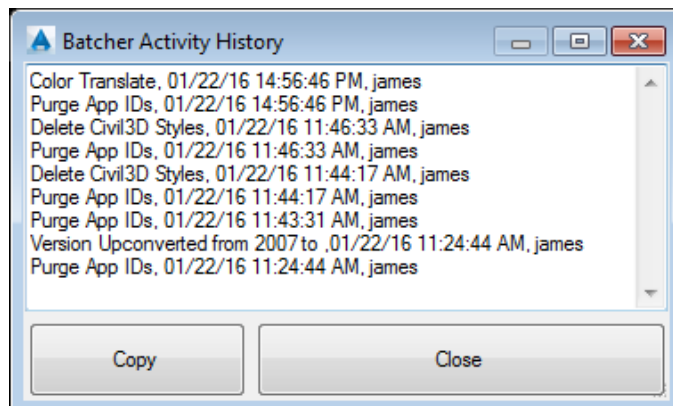 Batcher Activity History
Color Translate, 01/22/16 14:56:46 PM, james
Purge App IDs, 01/22/16 14:56:46 PM, james
Delete Civil3D Styles, 01/22/16 11:46:33 AM, james
Purge App IDs, 01/22/16 11:46:33 AM, james
Delete Civil3D Styles, 01/22/16 11:44:17 AM, james
Purge App IDs, 01/22/16 11:44:17 AM, james
Purge App IDs, 01/22/16 11:43:31 AM, james
Version Upconverted from 2007 to ,01/22/16 11:24:44 AM, james
Purge App IDs, 01/22/16 11:24:44 AM, james
Copy
Close